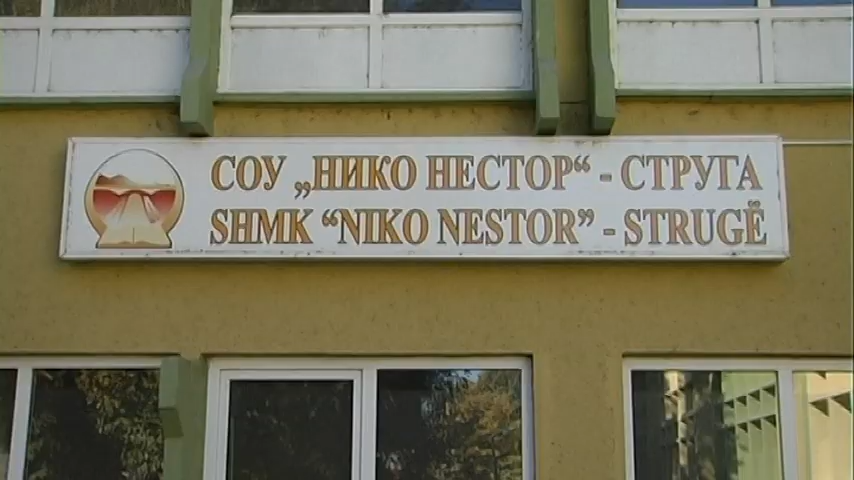 СОУ „НИКО НЕСТОР“ - СТРУГА
SHMK “NIKO NESTOR” - STRUGË